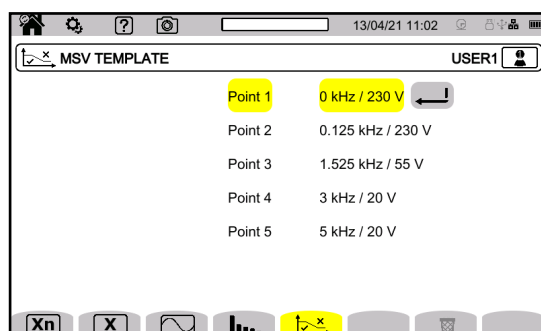 ?
13/04/21 11:02
MSV TEMPLATE
USER1
Point 1 0 kHz / 230 V
Point 2 0.125 kHz / 230 V
Point 3 1.525 kHz / 55 V
Point 4 3 kHz / 20 V
Point 5 5 kHz / 20 V
Xn X